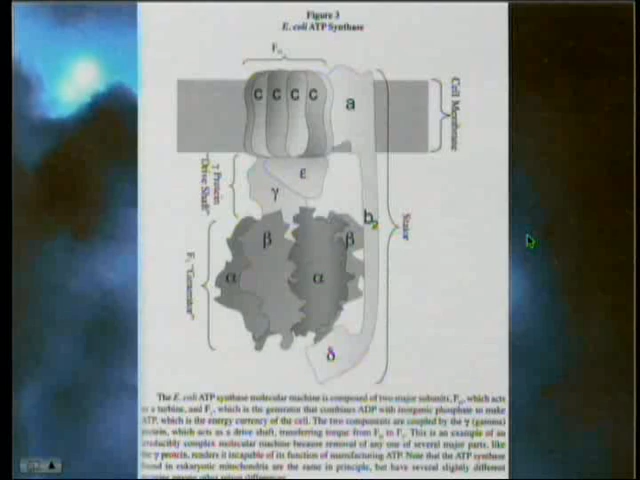 Figure 3
E. coli ATP Synthase
F₀
c c c c
a
Cell Membrane
ε
γ
γ Protein
"Drive Shaft"
b₂
Stator
β β
α α
F₁ "Generator"
δ
The E. coli ATP synthase molecular machine is composed of two major subunits, F₀, which acts
as a turbine, and F₁, which is the generator that combines ADP with inorganic phosphate to make
ATP, which is the energy currency of the cell. The two components are coupled by the γ (gamma)
protein, which acts as a drive shaft, transferring torque from F₀ to F₁. This is an example of an
irreducibly complex molecular machine because removal of any one of several major parts, like
the γ protein, renders it incapable of its function of manufacturing ATP. Note that the ATP synthase
found in eukaryotic mitochondria are the same in principle, but have several slightly different